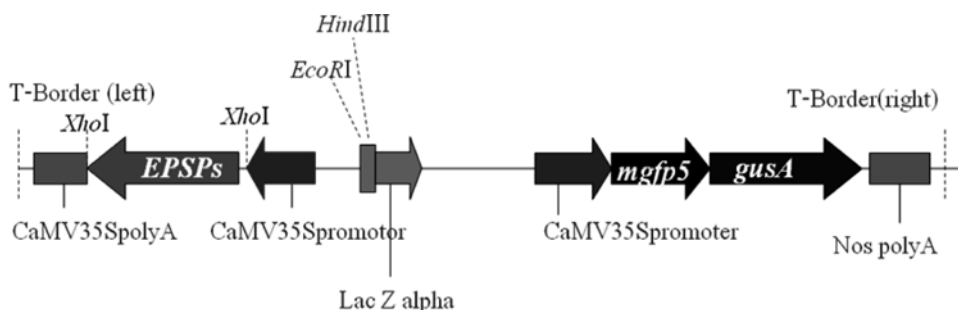 HindIII
EcoRI
T-Border (left)
T-Border(right)
XhoI
XhoI
EPSPs
mgfp5
gusA
CaMV35SpolyA
CaMV35Spromotor
CaMV35Spromoter
Nos polyA
Lac Z alpha